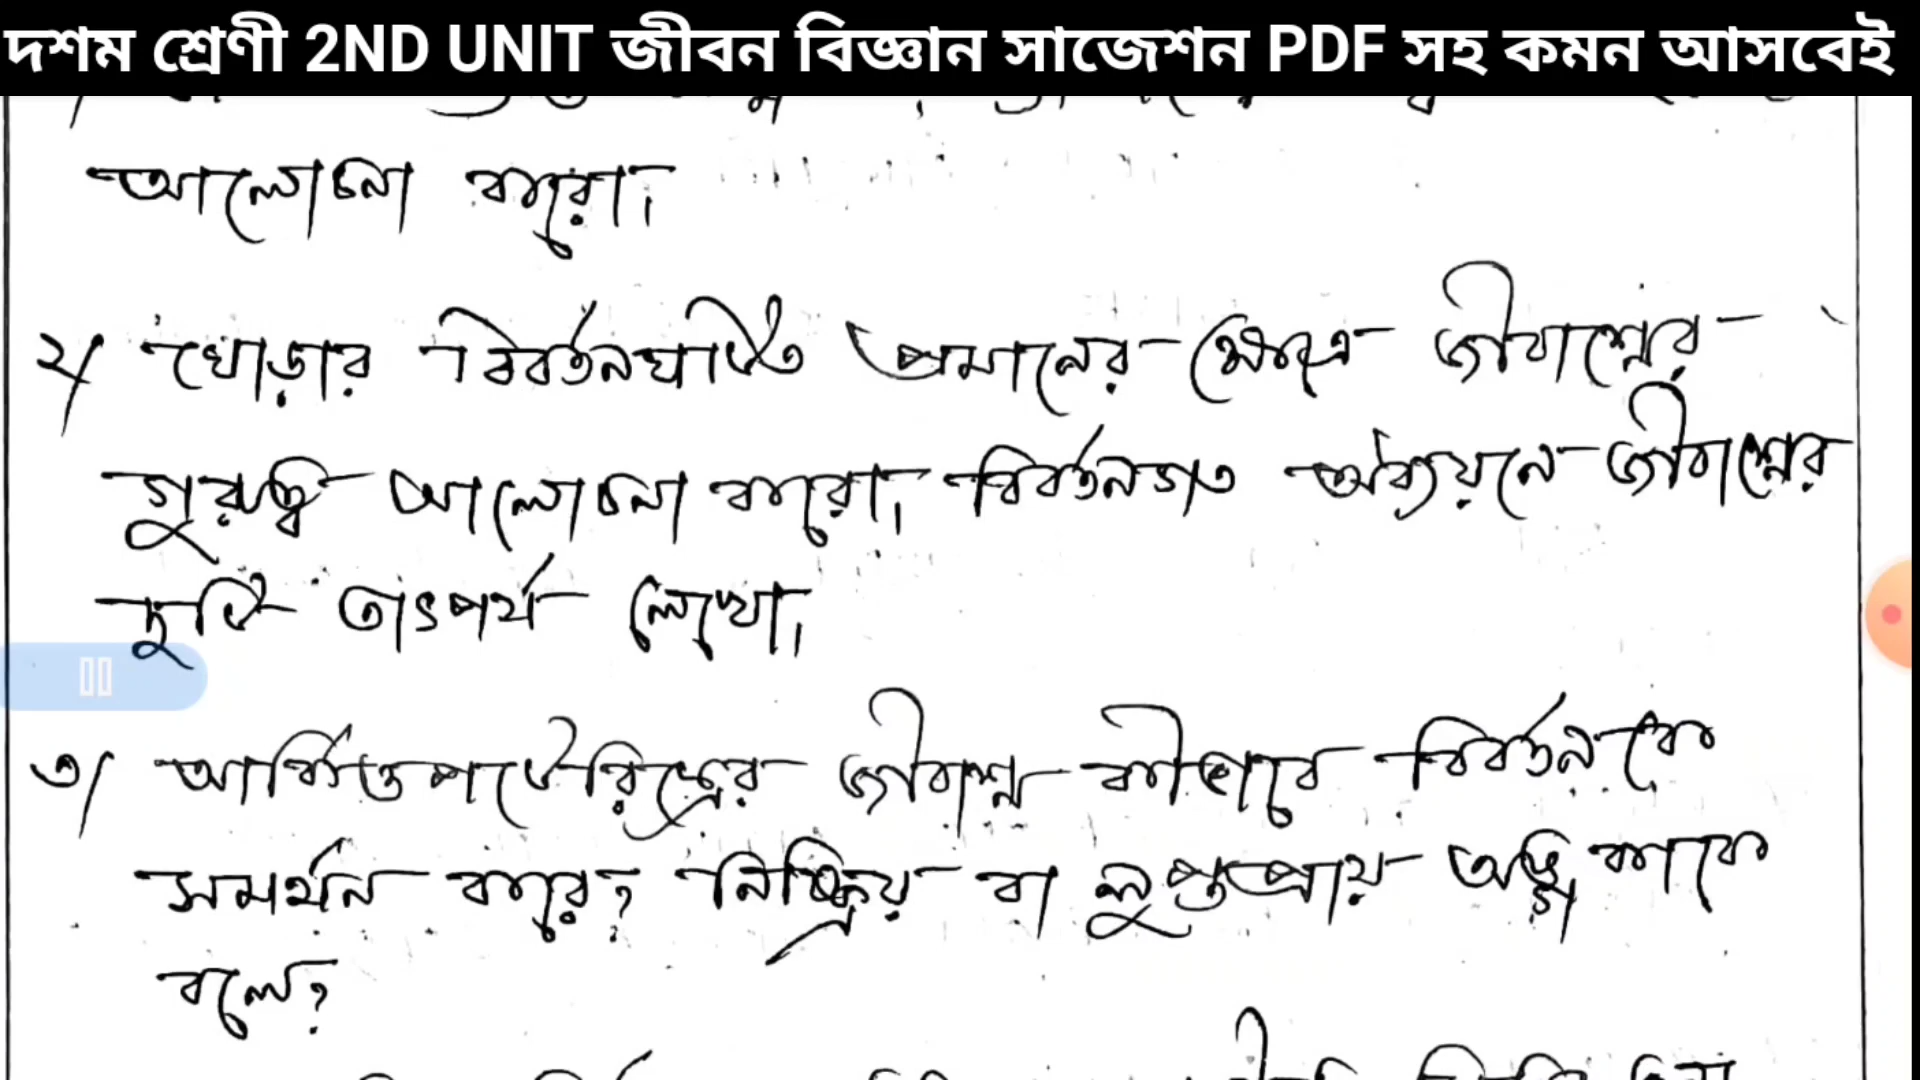 দশম শ্রেণী 2ND UNIT জীবন বিজ্ঞান সাজেশন PDF সহ কমন আসবেই
আলোচনা করো।
২/ ঘোড়ার বিবর্তনঘটিত প্রমানের ক্ষেত্রে জীবাশ্মের
গুরুত্ব আলোচনা করো। বিবর্তনগত অধ্যয়নে জীবাশ্মের
দুটি তাৎপর্য লেখো।
৩/ আর্কিওপটেরিক্সের জীবাশ্ম কীভাবে বিবর্তনকে
সমর্থন করে? নিষ্ক্রিয় বা লুপ্তপ্রায় অঙ্গ কাকে
বলে?